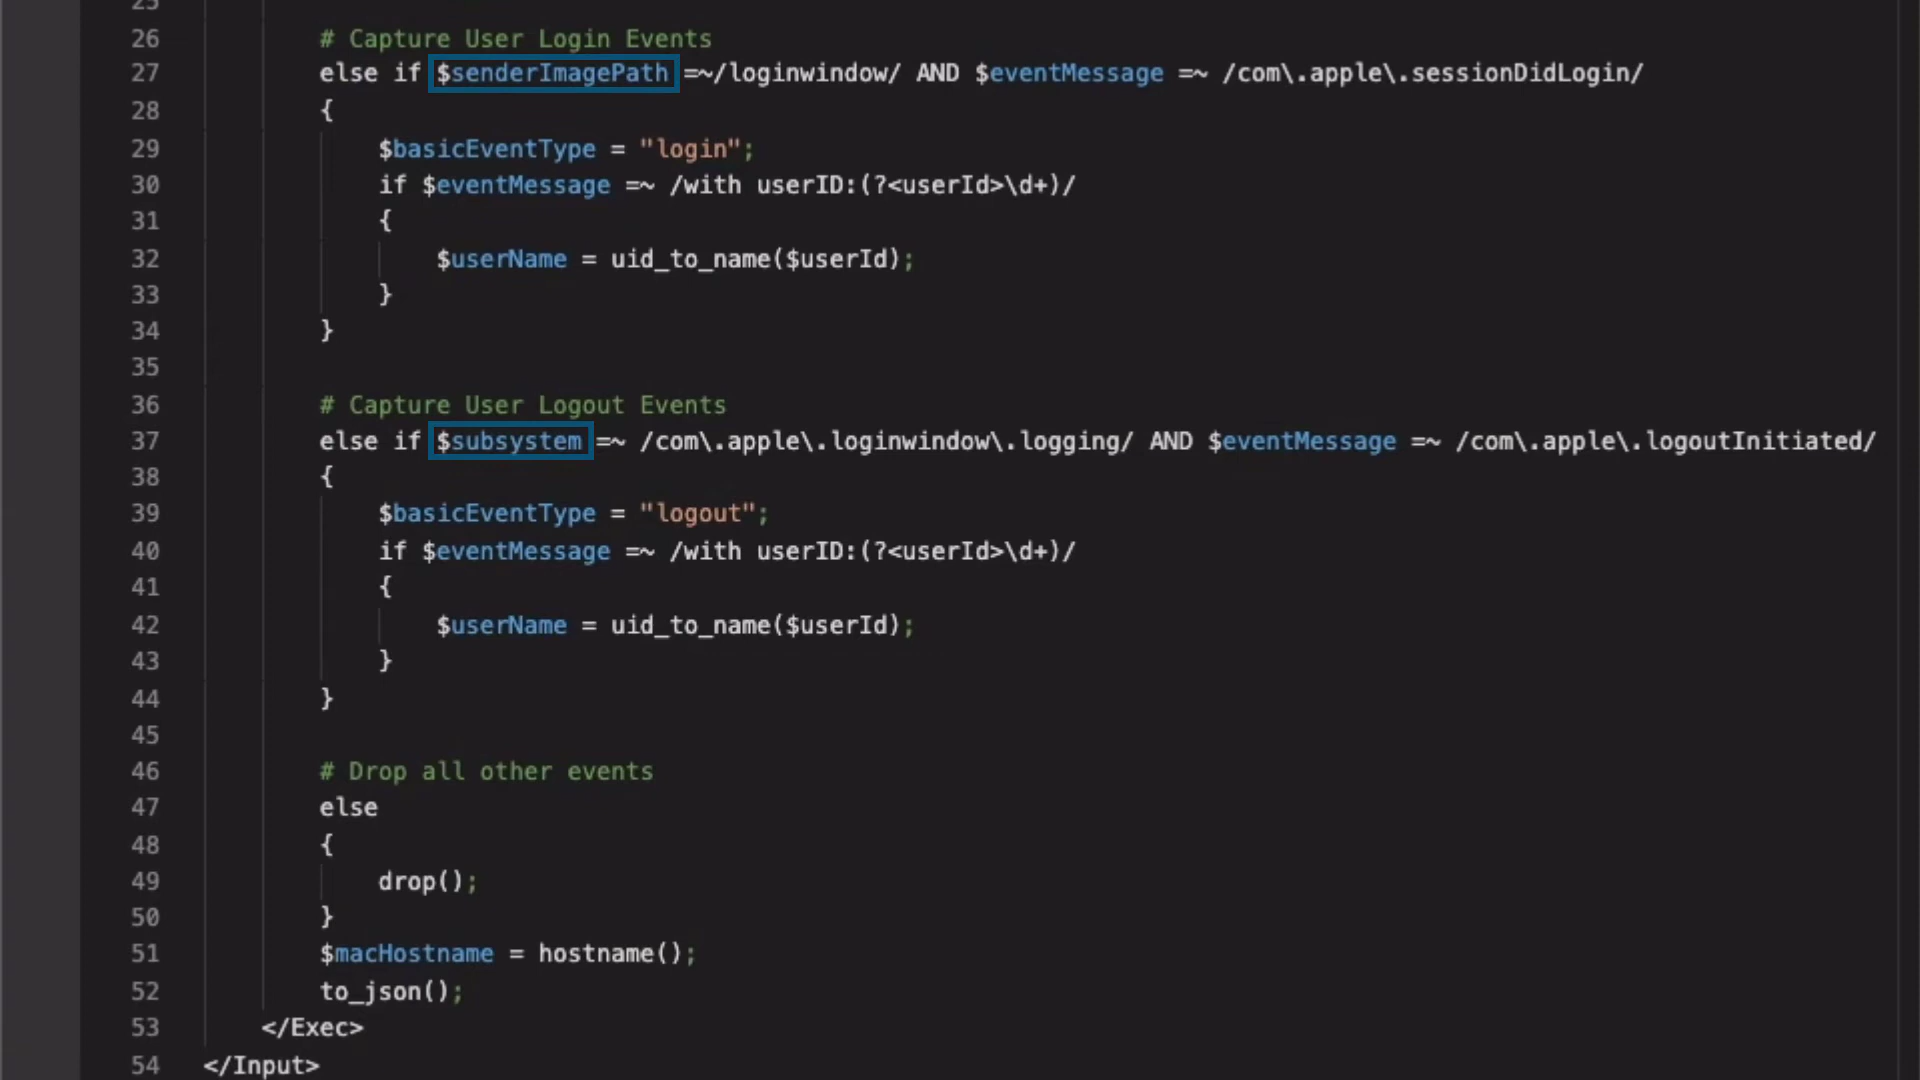 25
26 # Capture User Login Events
27 else if $senderImagePath =~/loginwindow/ AND $eventMessage =~ /com\.apple\.sessionDidLogin/
28 {
29 $basicEventType = "login";
30 if $eventMessage =~ /with userID:(?<userId>\d+)/
31 {
32 $userName = uid_to_name($userId);
33 }
34 }
35
36 # Capture User Logout Events
37 else if $subsystem =~ /com\.apple\.loginwindow\.logging/ AND $eventMessage =~ /com\.apple\.logoutInitiated/
38 {
39 $basicEventType = "logout";
40 if $eventMessage =~ /with userID:(?<userId>\d+)/
41 {
42 $userName = uid_to_name($userId);
43 }
44 }
45
46 # Drop all other events
47 else
48 {
49 drop();
50 }
51 $macHostname = hostname();
52 to_json();
53 </Exec>
54 </Input>